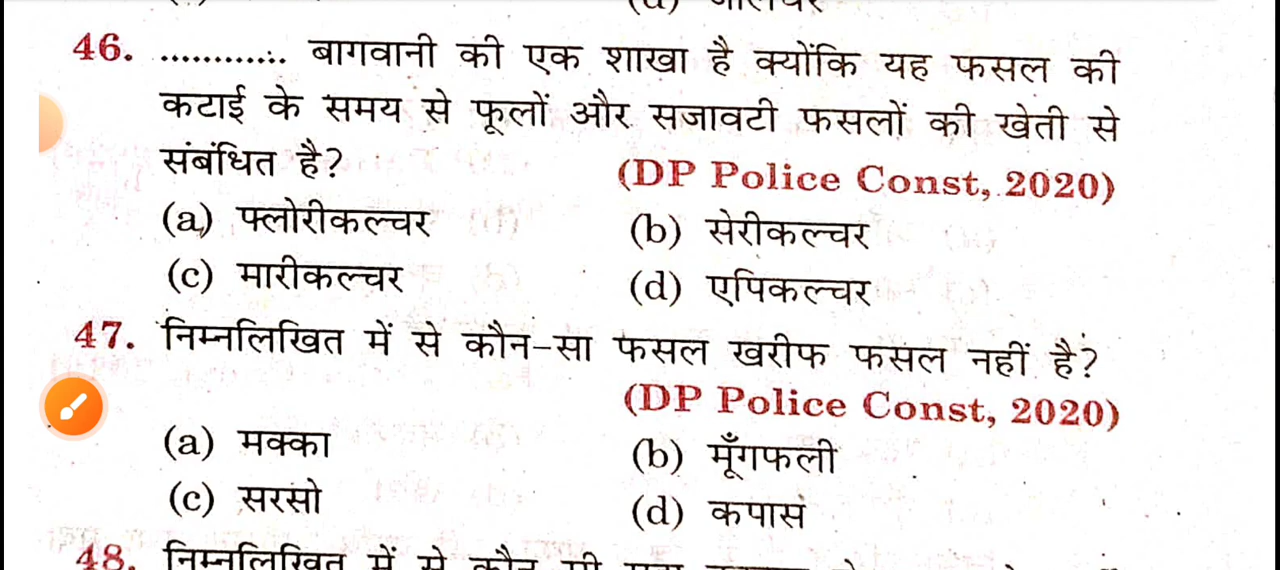 46. ............. बागवानी की एक शाखा है क्योंकि यह फसल की
कटाई के समय से फूलों और सजावटी फसलों की खेती से
संबंधित है?
(DP Police Const, 2020)
(a) फ्लोरीकल्चर (b) सेरीकल्चर
(c) मारीकल्चर (d) एपिकल्चर
47. निम्नलिखित में से कौन-सा फसल खरीफ फसल नहीं है?
(DP Police Const, 2020)
(a) मक्का (b) मूँगफली
(c) सरसो (d) कपास
48. निम्नलिखित में से कौन